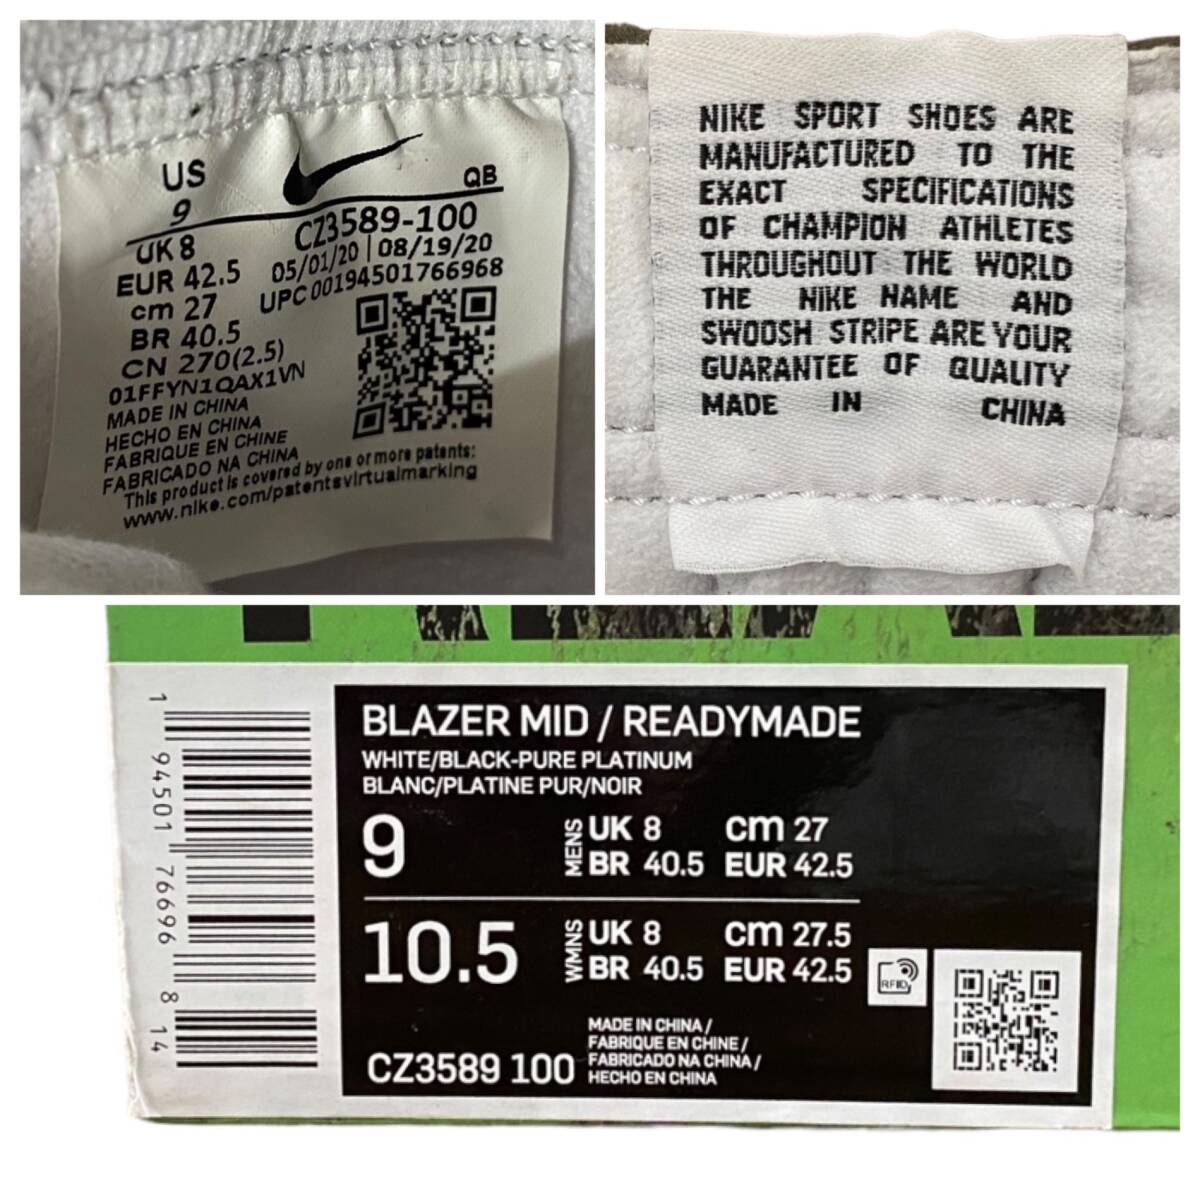 US
9
QB
UK 8
CZ3589-100
EUR 42.5
05/01/20 | 08/19/20
cm 27
UPC 00194501766968
BR 40.5
CN 270(2.5)
01FFYN1QAX1VN
MADE IN CHINA
HECHO EN CHINA
FABRIQUE EN CHINE
FABRICADO NA CHINA
This product is covered by one or more patents:
www.nike.com/patentsvirtualmarking
NIKE SPORT SHOES ARE
MANUFACTURED TO THE
EXACT SPECIFICATIONS
OF CHAMPION ATHLETES
THROUGHOUT THE WORLD
THE NIKE NAME AND
SWOOSH STRIPE ARE YOUR
GUARANTEE OF QUALITY
MADE IN CHINA
1 94501 76696 8 14
BLAZER MID / READYMADE
WHITE/BLACK-PURE PLATINUM
BLANC/PLATINE PUR/NOIR
9 MENS UK 8 cm 27
BR 40.5 EUR 42.5
10.5 WMNS UK 8 cm 27.5
BR 40.5 EUR 42.5
RFID
CZ3589 100
MADE IN CHINA /
FABRIQUE EN CHINE /
FABRICADO NA CHINA /
HECHO EN CHINA